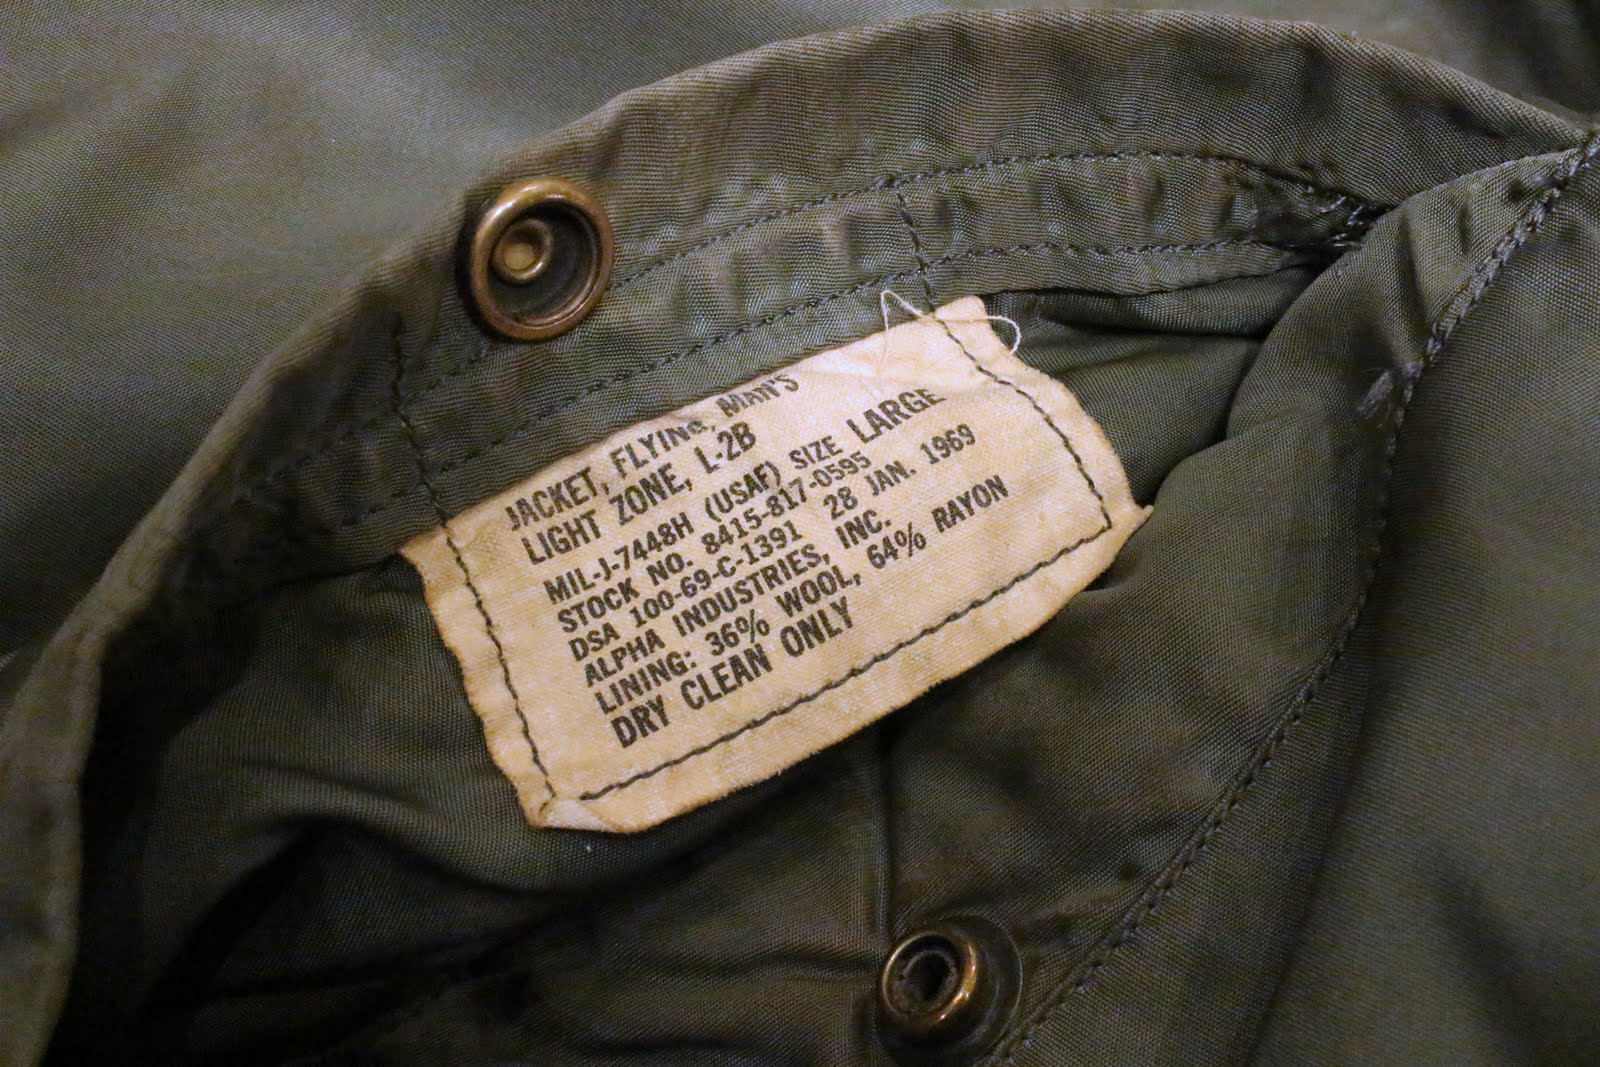 JACKET, FLYING, MAN'S
LIGHT ZONE, L-2B
MIL-J-7448H (USAF) SIZE LARGE
STOCK NO. 8415-817-0595
DSA 100-69-C-1391 28 JAN. 1969
ALPHA INDUSTRIES, INC.
LINING: 36% WOOL, 64% RAYON
DRY CLEAN ONLY